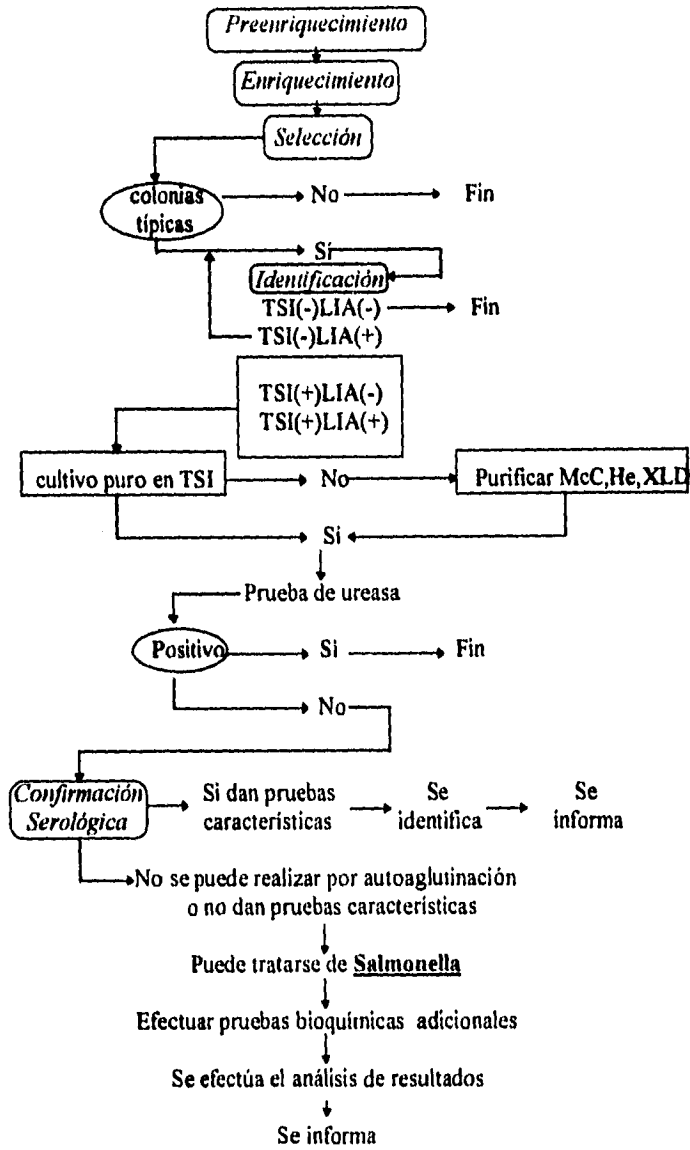 Preenriquecimiento
Enriquecimiento
Selección
colonias
típicas
No
Fin
Sí
Identificación
TSI(-)LIA(-)
Fin
TSI(-)LIA(+)
TSI(+)LIA(-)
TSI(+)LIA(+)
cultivo puro en TSI
No
Purificar McC,He,XLD
Si
Prueba de ureasa
Positivo
Si
Fin
No
Confirmación
Serológica
Si dan pruebas
características
Se
identifica
Se
informa
No se puede realizar por autoaglutinación
o no dan pruebas características
Puede tratarse de Salmonella
Efectuar pruebas bioquímicas adicionales
Se efectúa el análisis de resultados
Se informa